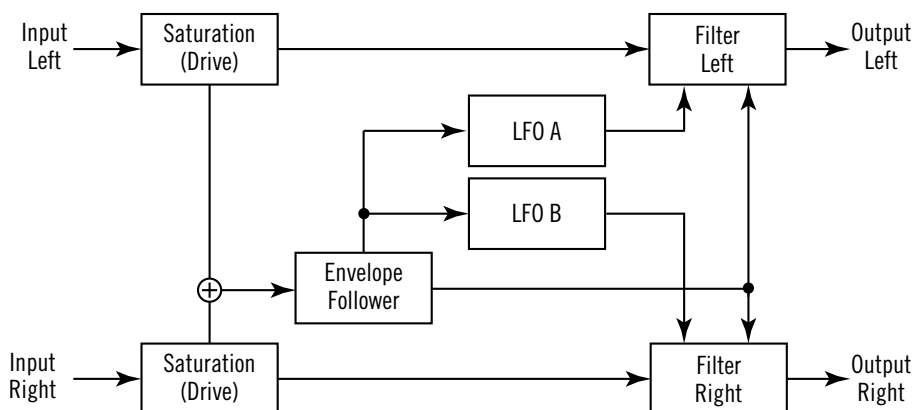 Input
Left
Saturation
(Drive)
Filter
Left
Output
Left
LFO A
LFO B
Envelope
Follower
Input
Right
Saturation
(Drive)
Filter
Right
Output
Right